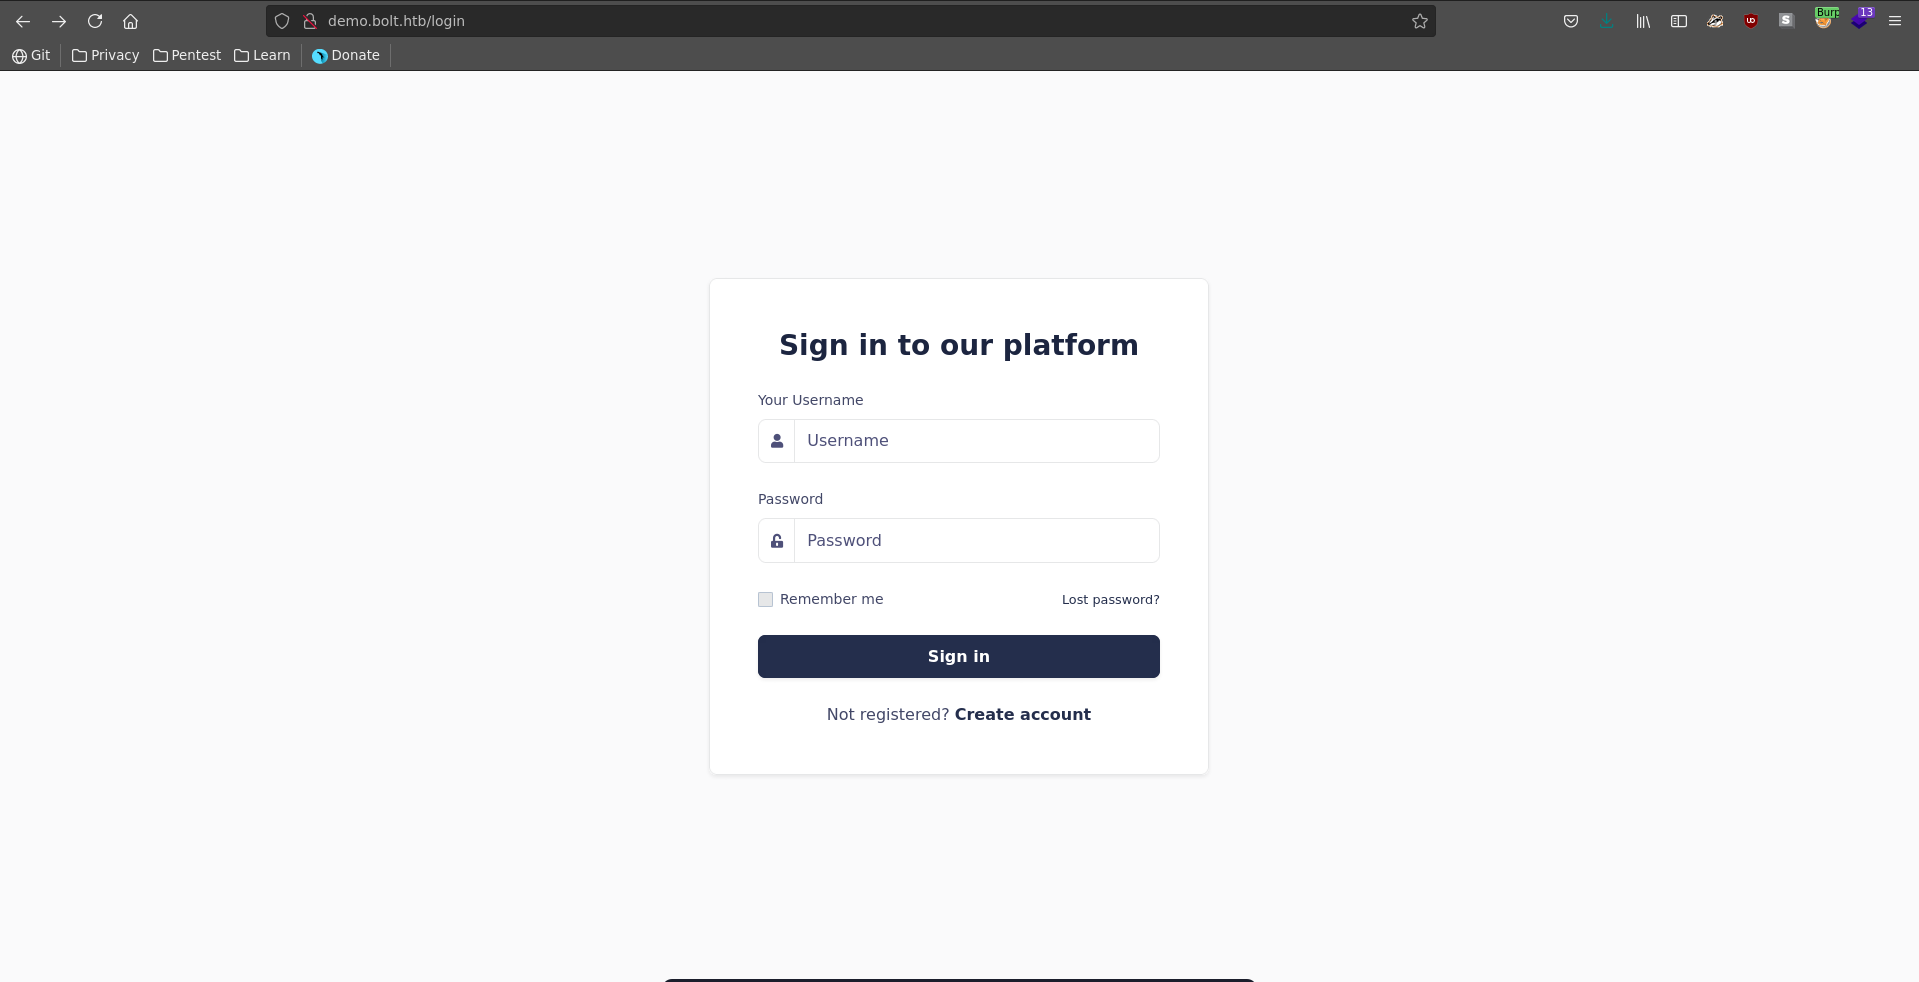 demo.bolt.htb/login
Burp
13
Git Privacy Pentest Learn Donate
Sign in to our platform
Your Username
Username
Password
Password
Remember me Lost password?
Sign in
Not registered? Create account